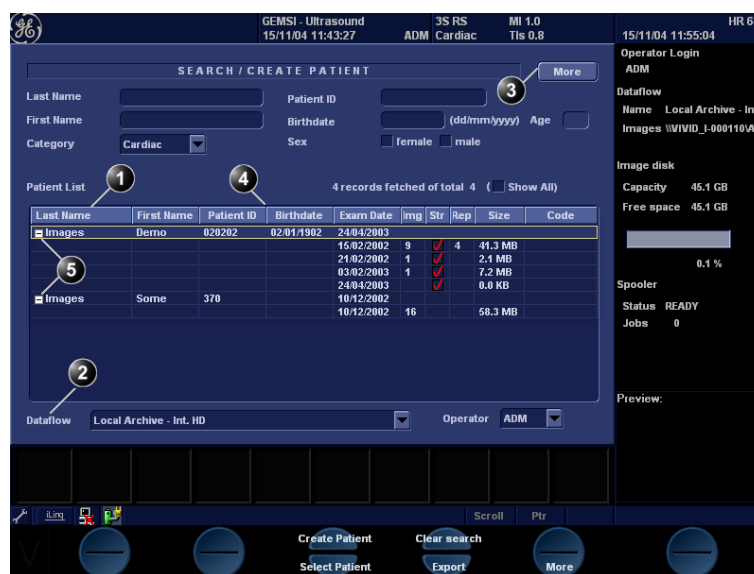 GEMSI - Ultrasound 3S RS MI 1.0 HR 6
15/11/04 11:43:27 ADM Cardiac TIs 0.8 15/11/04 11:55:04
Operator Login
ADM
SEARCH / CREATE PATIENT More
3
Dataflow
Last Name Patient ID
Name Local Archive - In
First Name Birthdate (dd/mm/yyyy) Age
Images \\VIVID_I-000110\A
Category Cardiac Sex female male
Image disk
1 4
Patient List 4 records fetched of total 4 ( Show All)
Capacity 45.1 GB
Free space 45.1 GB
Last Name First Name Patient ID Birthdate Exam Date Img Str Rep Size Code
Images Demo 020202 02/01/1902 24/04/2003
15/02/2002 9 4 41.3 MB
21/02/2002 1 2.1 MB
03/02/2003 1 7.2 MB
24/04/2003 0.0 KB
5
Images Some 370 10/12/2002
10/12/2002 16 58.3 MB
0.1 %
Spooler
Status READY
Jobs 0
2
Preview:
Dataflow Local Archive - Int. HD Operator ADM
iLinq Scroll Ptr
Create Patient Clear search
Select Patient Export More